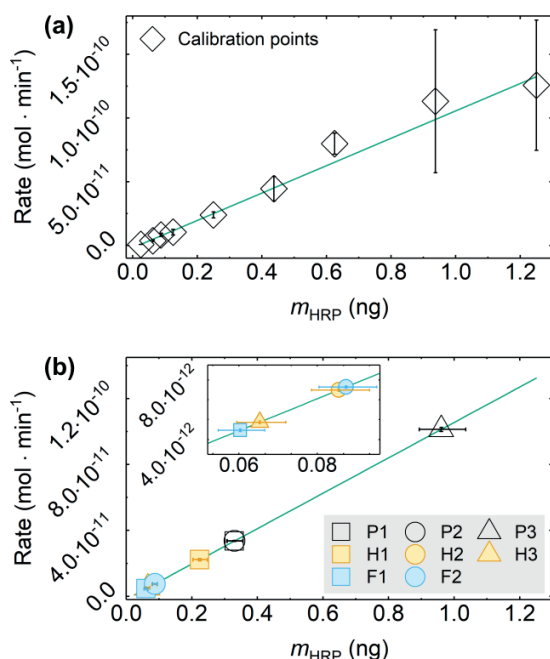 (a)
Calibration points
Rate (mol · min⁻¹)
1.5·10⁻¹⁰
1.0·10⁻¹⁰
5.0·10⁻¹¹
0.0
0.0 0.2 0.4 0.6 0.8 1.0 1.2
m_HRP (ng)
(b)
Rate (mol · min⁻¹)
1.2·10⁻¹⁰
8.0·10⁻¹¹
4.0·10⁻¹¹
0.0
8.0·10⁻¹²
4.0·10⁻¹²
0.06 0.08
P1 P2 P3
H1 H2 H3
F1 F2
0.0 0.2 0.4 0.6 0.8 1.0 1.2
m_HRP (ng)